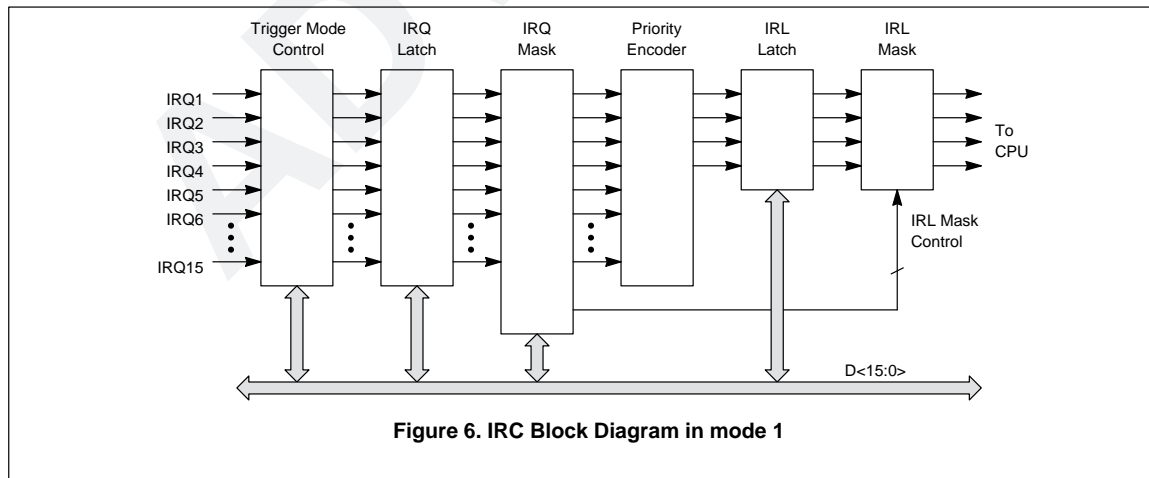 Trigger Mode Control
IRQ Latch
IRQ Mask
Priority Encoder
IRL Latch
IRL Mask
IRQ1
IRQ2
IRQ3
IRQ4
IRQ5
IRQ6
IRQ15
To CPU
IRL Mask Control
D<15:0>
Figure 6. IRC Block Diagram in mode 1